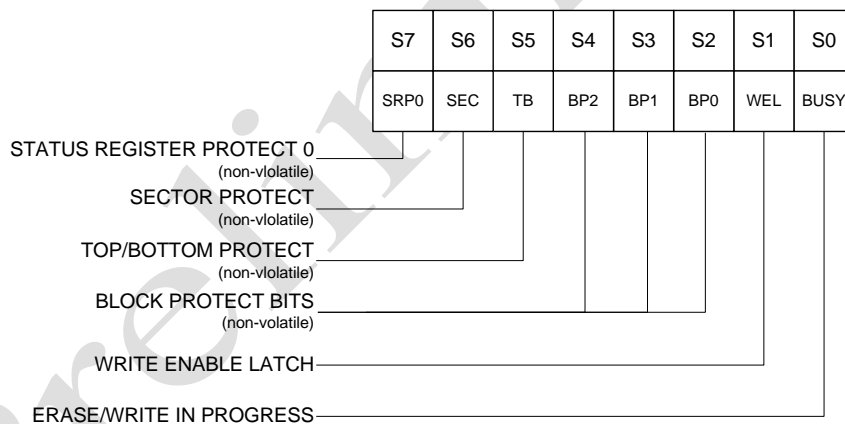 S7 S6 S5 S4 S3 S2 S1 S0
SRP0 SEC TB BP2 BP1 BP0 WEL BUSY
STATUS REGISTER PROTECT 0
(non-vlolatile)
SECTOR PROTECT
(non-volatile)
TOP/BOTTOM PROTECT
(non-vlolatile)
BLOCK PROTECT BITS
(non-volatile)
WRITE ENABLE LATCH
ERASE/WRITE IN PROGRESS